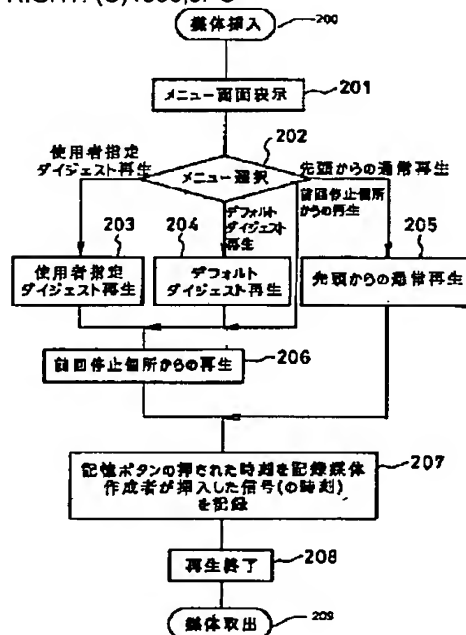 RIGHT: (C)1998,JPO
媒体挿入 200
メニュー画面表示 201
202
メニュー選択
使用者指定
ダイジェスト再生
デフォルト
ダイジェスト
再生
先頭からの通常再生
前回停止個所
からの再生
203
使用者指定
ダイジェスト再生
204
デフォルト
ダイジェスト再生
205
先頭からの通常再生
前回停止個所からの再生 206
記憶ボタンの押された時刻を記録媒体
作成者が挿入した信号(の時刻)
を記録
207
再生終了 208
媒体取出 209